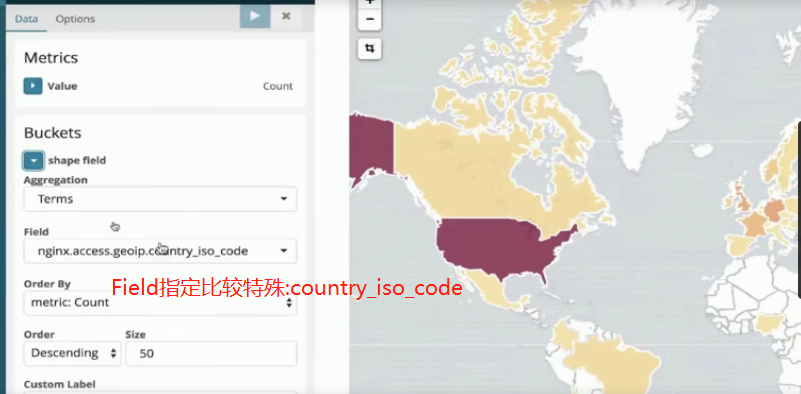 Data Options
Metrics
Value Count
Buckets
shape field
Aggregation
Terms
Field
nginx.access.geoip.country_iso_code
Order By
Field指定比较特殊:country_iso_code
metric: Count
Order Size
Descending 50
Custom Label